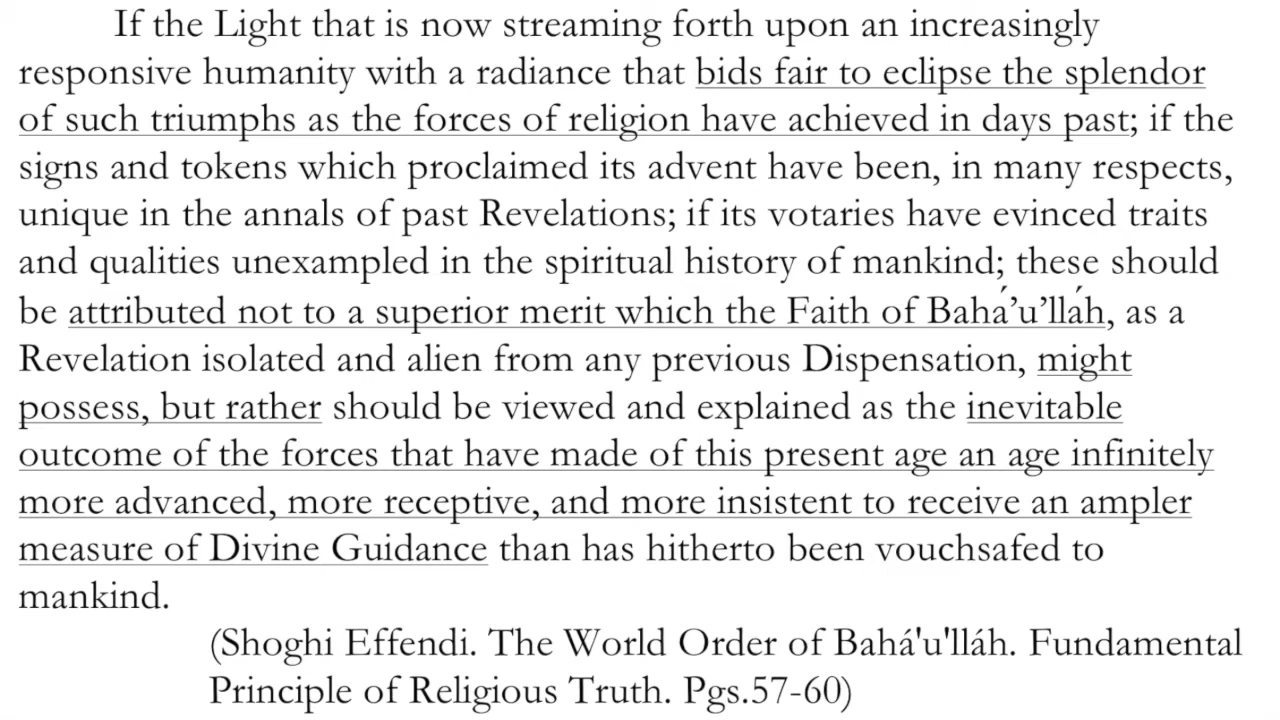 If the Light that is now streaming forth upon an increasingly
responsive humanity with a radiance that bids fair to eclipse the splendor
of such triumphs as the forces of religion have achieved in days past; if the
signs and tokens which proclaimed its advent have been, in many respects,
unique in the annals of past Revelations; if its votaries have evinced traits
and qualities unexampled in the spiritual history of mankind; these should
be attributed not to a superior merit which the Faith of Bahá’u’lláh, as a
Revelation isolated and alien from any previous Dispensation, might
possess, but rather should be viewed and explained as the inevitable
outcome of the forces that have made of this present age an age infinitely
more advanced, more receptive, and more insistent to receive an ampler
measure of Divine Guidance than has hitherto been vouchsafed to
mankind.
(Shoghi Effendi. The World Order of Bahá'u'lláh. Fundamental
Principle of Religious Truth. Pgs.57-60)